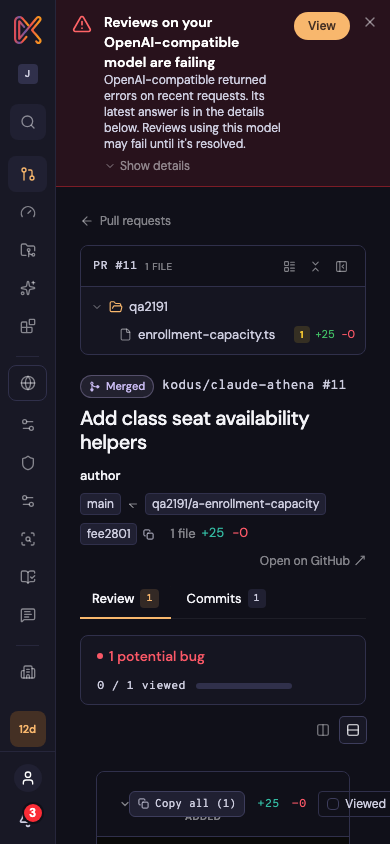 Reviews on your
OpenAI-compatible
model are failing
View
OpenAI-compatible returned
errors on recent requests. Its
latest answer is in the details
below. Reviews using this model
may fail until it's resolved.
Show details
J
Pull requests
PR #11 1 FILE
qa2191
enrollment-capacity.ts 1 +25 -0
Merged kodus/claude-athena #11
Add class seat availability
helpers
author
main qa2191/a-enrollment-capacity
fee2801 1 file +25 -0
Open on GitHub ↗
Review 1 Commits 1
1 potential bug
0 / 1 viewed
12d
3
Copy all (1) +25 -0 Viewed
ADDED